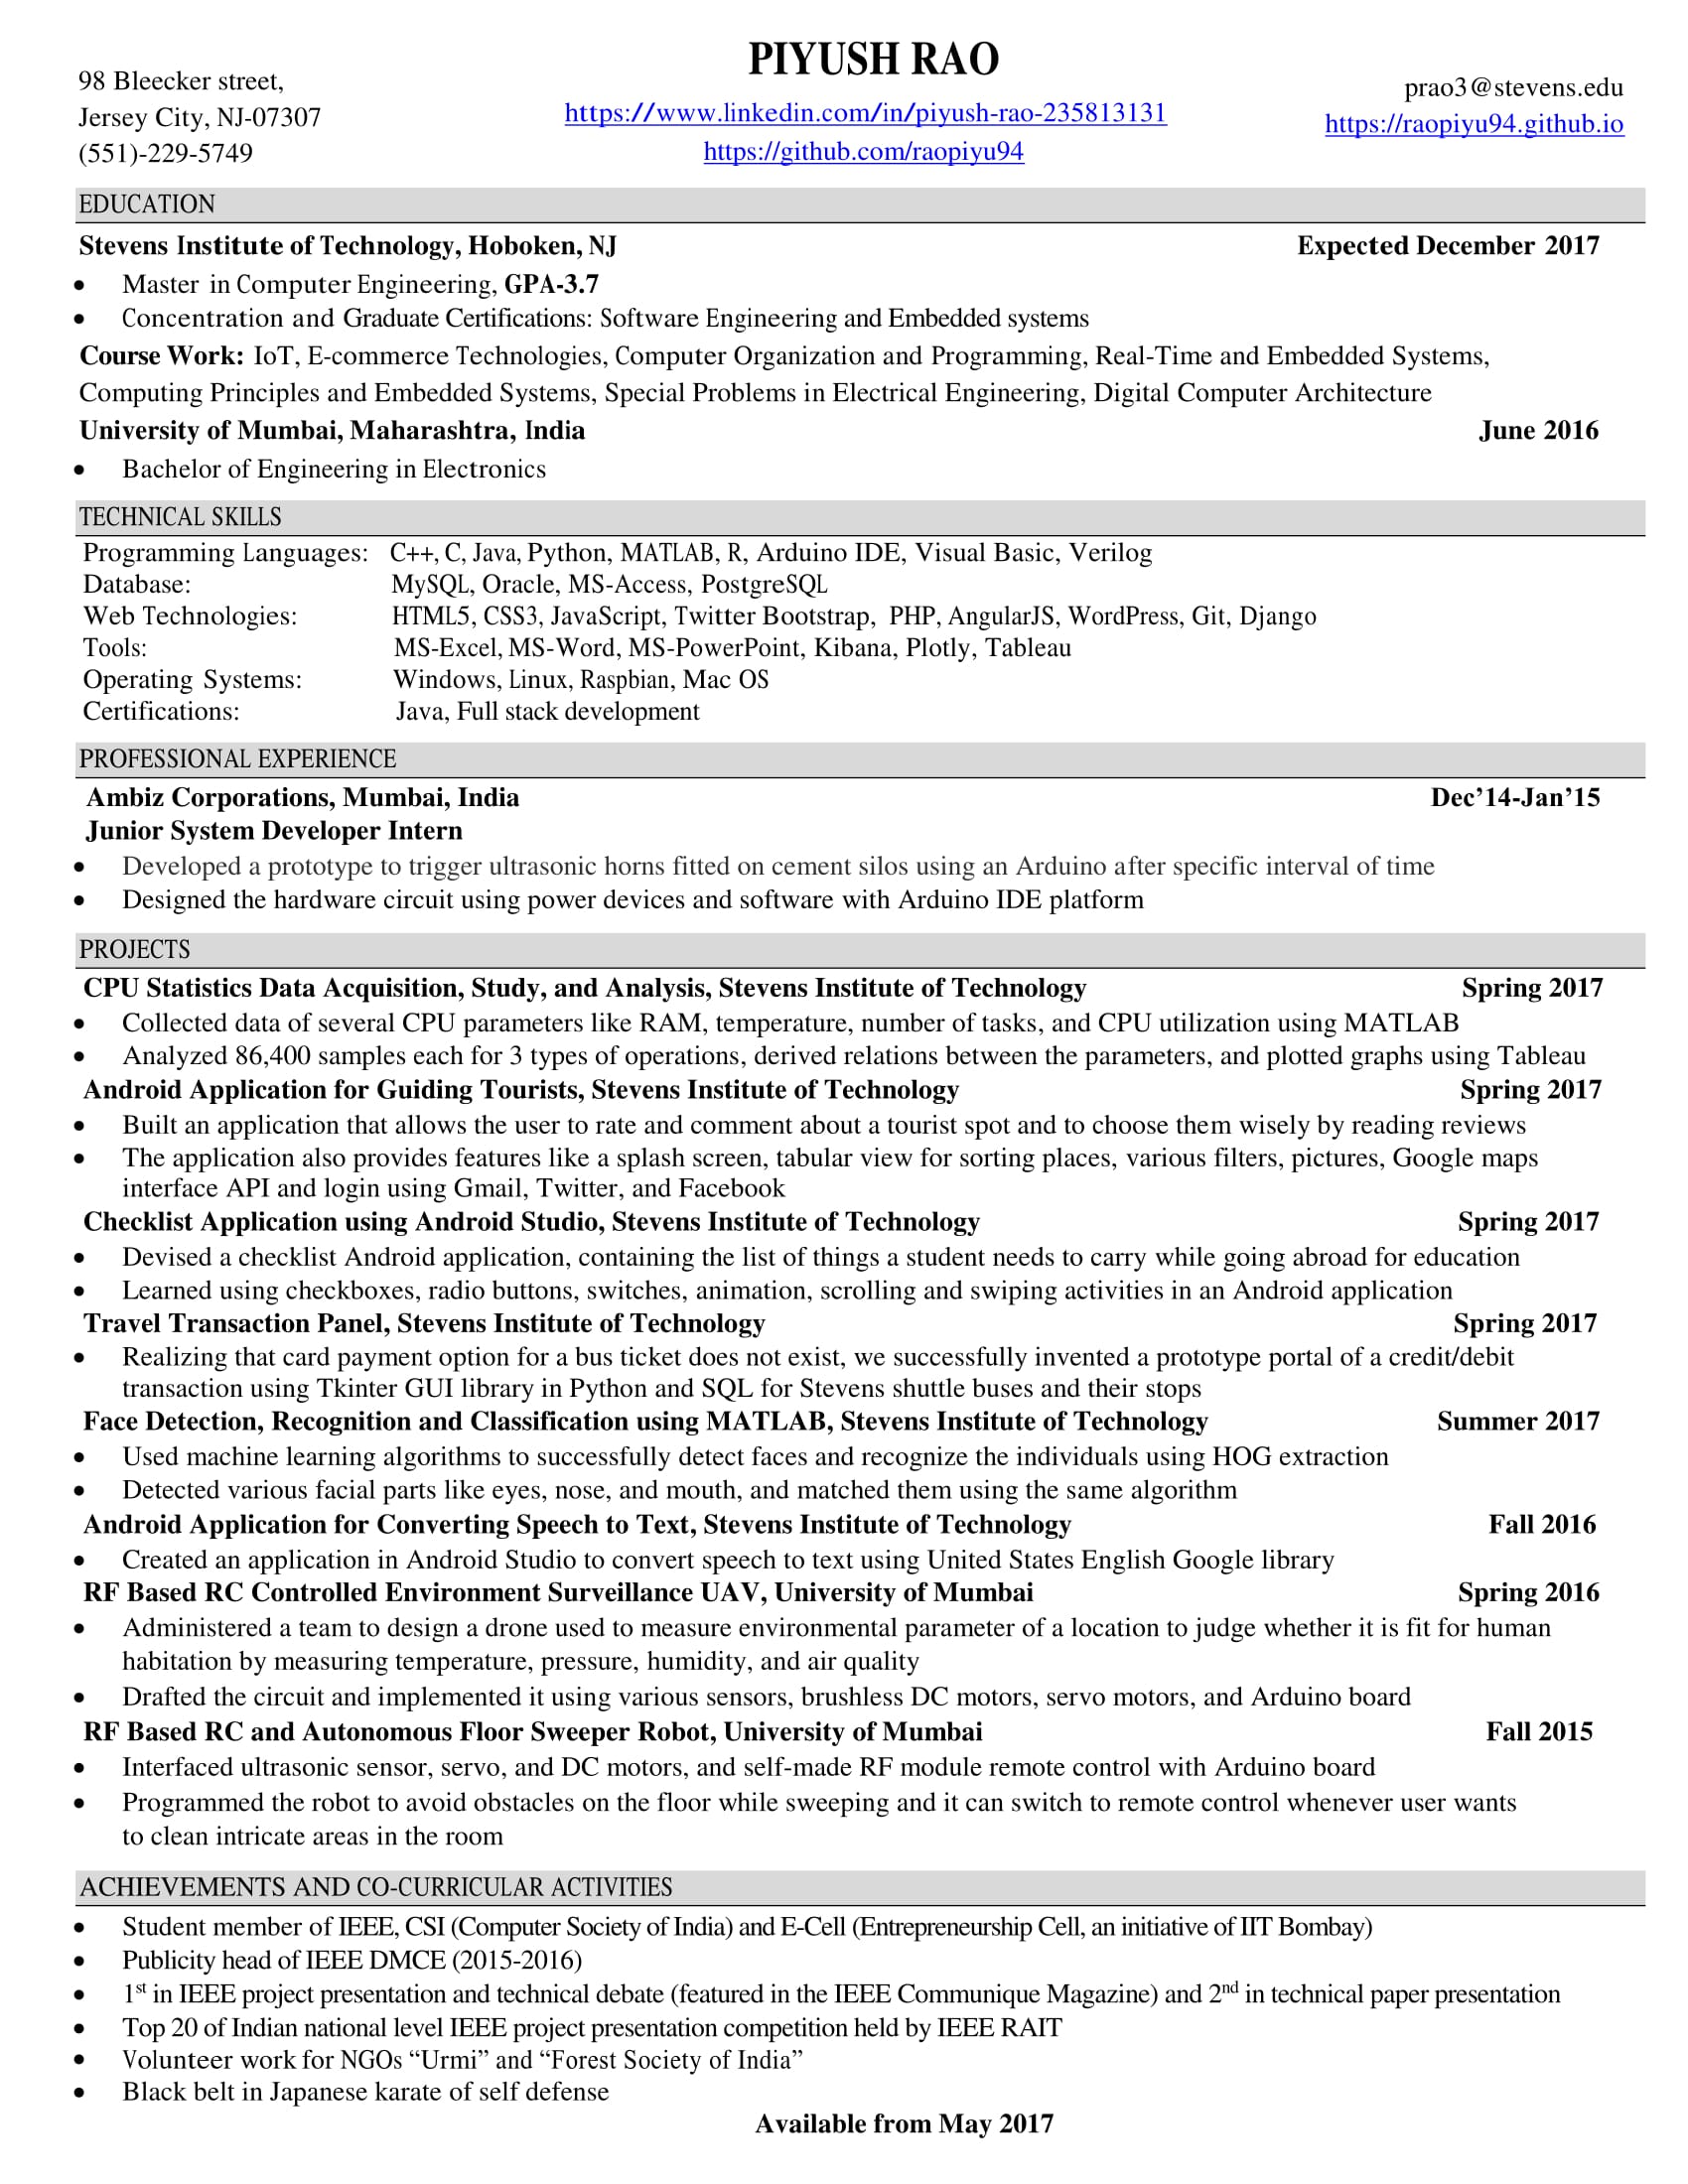 PIYUSH RAO
98 Bleecker street,
Jersey City, NJ-07307
(551)-229-5749
https://www.linkedin.com/in/piyush-rao-235813131
https://github.com/raopiyu94
prao3@stevens.edu
https://raopiyu94.github.io
EDUCATION
Stevens Institute of Technology, Hoboken, NJ Expected December 2017
• Master in Computer Engineering, GPA-3.7
• Concentration and Graduate Certifications: Software Engineering and Embedded systems
Course Work: IoT, E-commerce Technologies, Computer Organization and Programming, Real-Time and Embedded Systems,
Computing Principles and Embedded Systems, Special Problems in Electrical Engineering, Digital Computer Architecture
University of Mumbai, Maharashtra, India June 2016
• Bachelor of Engineering in Electronics
TECHNICAL SKILLS
Programming Languages: C++, C, Java, Python, MATLAB, R, Arduino IDE, Visual Basic, Verilog
Database: MySQL, Oracle, MS-Access, PostgreSQL
Web Technologies: HTML5, CSS3, JavaScript, Twitter Bootstrap, PHP, AngularJS, WordPress, Git, Django
Tools: MS-Excel, MS-Word, MS-PowerPoint, Kibana, Plotly, Tableau
Operating Systems: Windows, Linux, Raspbian, Mac OS
Certifications: Java, Full stack development
PROFESSIONAL EXPERIENCE
Ambiz Corporations, Mumbai, India Dec’14-Jan’15
Junior System Developer Intern
• Developed a prototype to trigger ultrasonic horns fitted on cement silos using an Arduino after specific interval of time
• Designed the hardware circuit using power devices and software with Arduino IDE platform
PROJECTS
CPU Statistics Data Acquisition, Study, and Analysis, Stevens Institute of Technology Spring 2017
• Collected data of several CPU parameters like RAM, temperature, number of tasks, and CPU utilization using MATLAB
• Analyzed 86,400 samples each for 3 types of operations, derived relations between the parameters, and plotted graphs using Tableau
Android Application for Guiding Tourists, Stevens Institute of Technology Spring 2017
• Built an application that allows the user to rate and comment about a tourist spot and to choose them wisely by reading reviews
• The application also provides features like a splash screen, tabular view for sorting places, various filters, pictures, Google maps
interface API and login using Gmail, Twitter, and Facebook
Checklist Application using Android Studio, Stevens Institute of Technology Spring 2017
• Devised a checklist Android application, containing the list of things a student needs to carry while going abroad for education
• Learned using checkboxes, radio buttons, switches, animation, scrolling and swiping activities in an Android application
Travel Transaction Panel, Stevens Institute of Technology Spring 2017
• Realizing that card payment option for a bus ticket does not exist, we successfully invented a prototype portal of a credit/debit
transaction using Tkinter GUI library in Python and SQL for Stevens shuttle buses and their stops
Face Detection, Recognition and Classification using MATLAB, Stevens Institute of Technology Summer 2017
• Used machine learning algorithms to successfully detect faces and recognize the individuals using HOG extraction
• Detected various facial parts like eyes, nose, and mouth, and matched them using the same algorithm
Android Application for Converting Speech to Text, Stevens Institute of Technology Fall 2016
• Created an application in Android Studio to convert speech to text using United States English Google library
RF Based RC Controlled Environment Surveillance UAV, University of Mumbai Spring 2016
• Administered a team to design a drone used to measure environmental parameter of a location to judge whether it is fit for human
habitation by measuring temperature, pressure, humidity, and air quality
• Drafted the circuit and implemented it using various sensors, brushless DC motors, servo motors, and Arduino board
RF Based RC and Autonomous Floor Sweeper Robot, University of Mumbai Fall 2015
• Interfaced ultrasonic sensor, servo, and DC motors, and self-made RF module remote control with Arduino board
• Programmed the robot to avoid obstacles on the floor while sweeping and it can switch to remote control whenever user wants
to clean intricate areas in the room
ACHIEVEMENTS AND CO-CURRICULAR ACTIVITIES
• Student member of IEEE, CSI (Computer Society of India) and E-Cell (Entrepreneurship Cell, an initiative of IIT Bombay)
• Publicity head of IEEE DMCE (2015-2016)
• 1st in IEEE project presentation and technical debate (featured in the IEEE Communique Magazine) and 2nd in technical paper presentation
• Top 20 of Indian national level IEEE project presentation competition held by IEEE RAIT
• Volunteer work for NGOs “Urmi” and “Forest Society of India”
• Black belt in Japanese karate of self defense
Available from May 2017